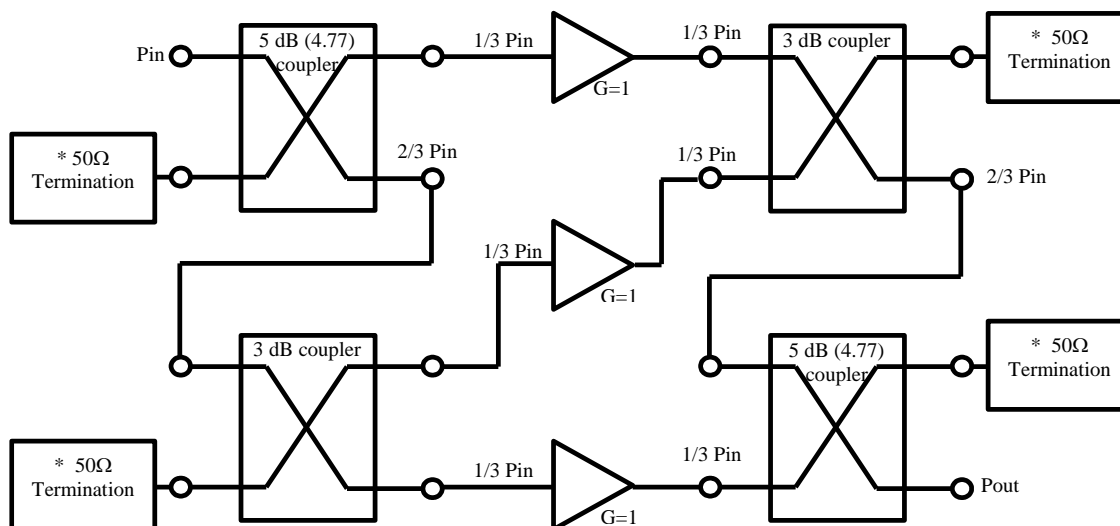 Pin
5 dB (4.77)
coupler
1/3 Pin
G=1
1/3 Pin
3 dB coupler
* 50Ω
Termination
* 50Ω
Termination
2/3 Pin
1/3 Pin
2/3 Pin
1/3 Pin
G=1
3 dB coupler
5 dB (4.77)
coupler
* 50Ω
Termination
* 50Ω
Termination
1/3 Pin
G=1
1/3 Pin
Pout